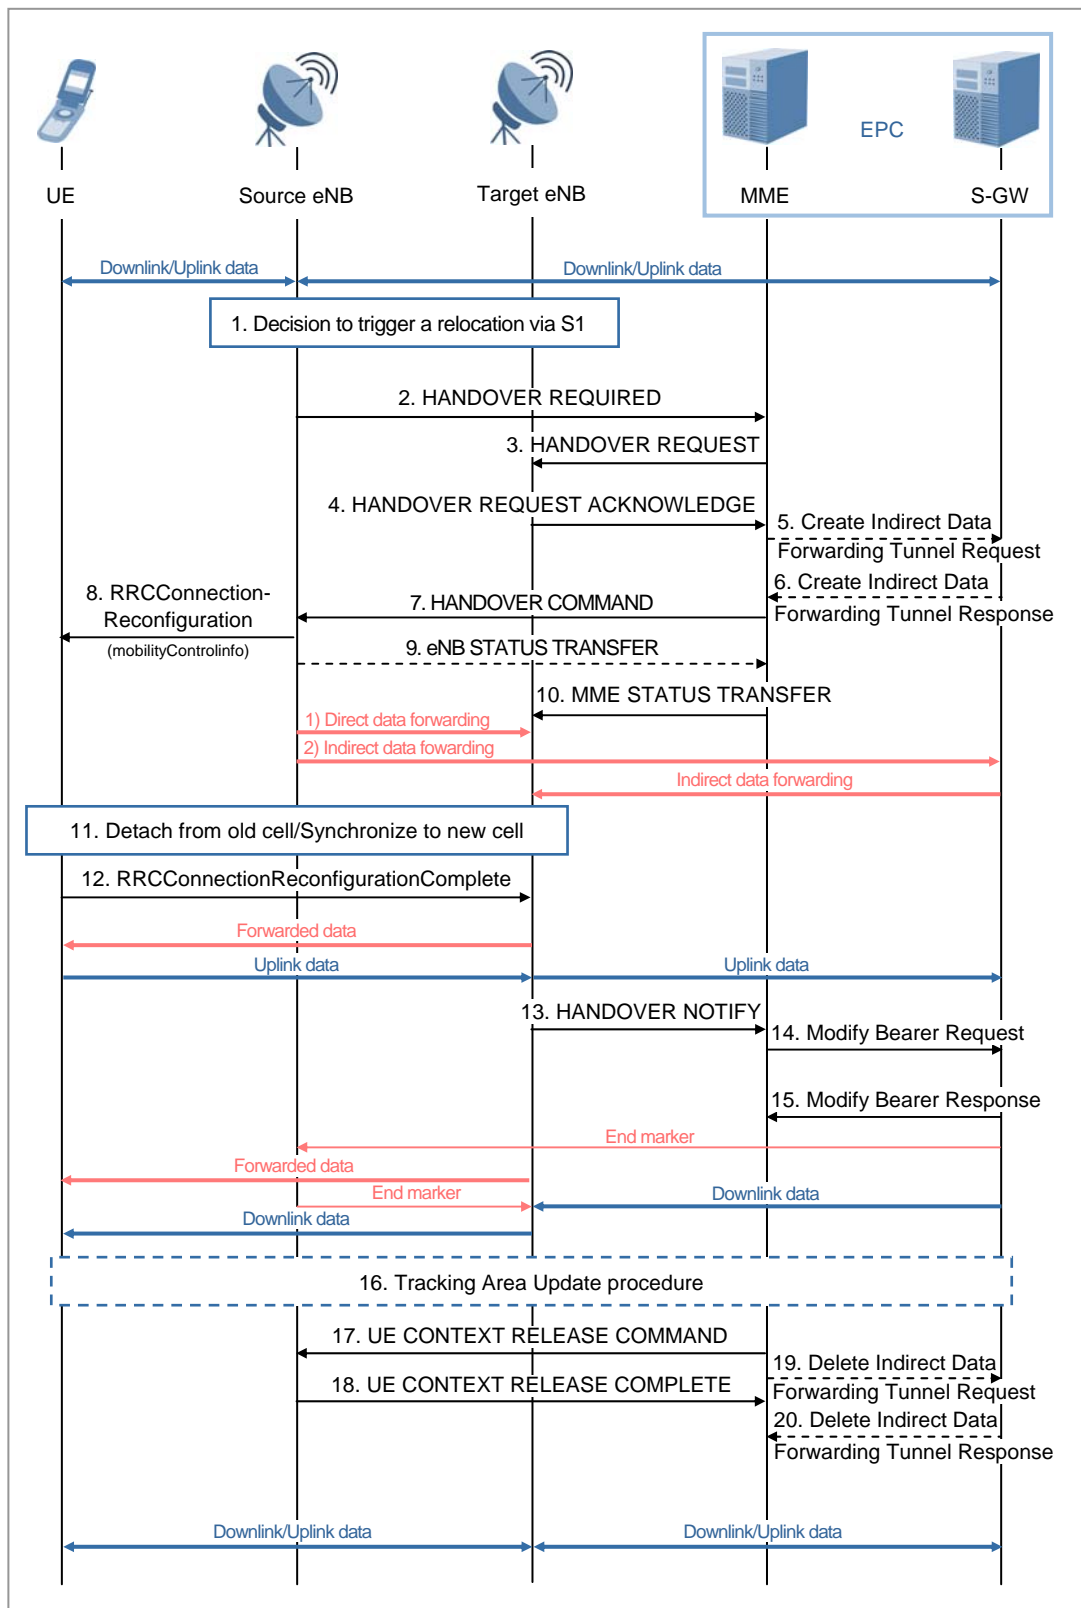 EPC
UE
Source eNB
Target eNB
MME
S-GW
Downlink/Uplink data
Downlink/Uplink data
1. Decision to trigger a relocation via S1
2. HANDOVER REQUIRED
3. HANDOVER REQUEST
4. HANDOVER REQUEST ACKNOWLEDGE
5. Create Indirect Data
Forwarding Tunnel Request
6. Create Indirect Data
Forwarding Tunnel Response
7. HANDOVER COMMAND
8. RRCConnection-
Reconfiguration
(mobilityControlinfo)
9. eNB STATUS TRANSFER
10. MME STATUS TRANSFER
1) Direct data forwarding
2) Indirect data fowarding
Indirect data forwarding
11. Detach from old cell/Synchronize to new cell
12. RRCConnectionReconfigurationComplete
Forwarded data
Uplink data
Uplink data
13. HANDOVER NOTIFY
14. Modify Bearer Request
15. Modify Bearer Response
End marker
Forwarded data
End marker
Downlink data
Downlink data
16. Tracking Area Update procedure
17. UE CONTEXT RELEASE COMMAND
18. UE CONTEXT RELEASE COMPLETE
19. Delete Indirect Data
Forwarding Tunnel Request
20. Delete Indirect Data
Forwarding Tunnel Response
Downlink/Uplink data
Downlink/Uplink data